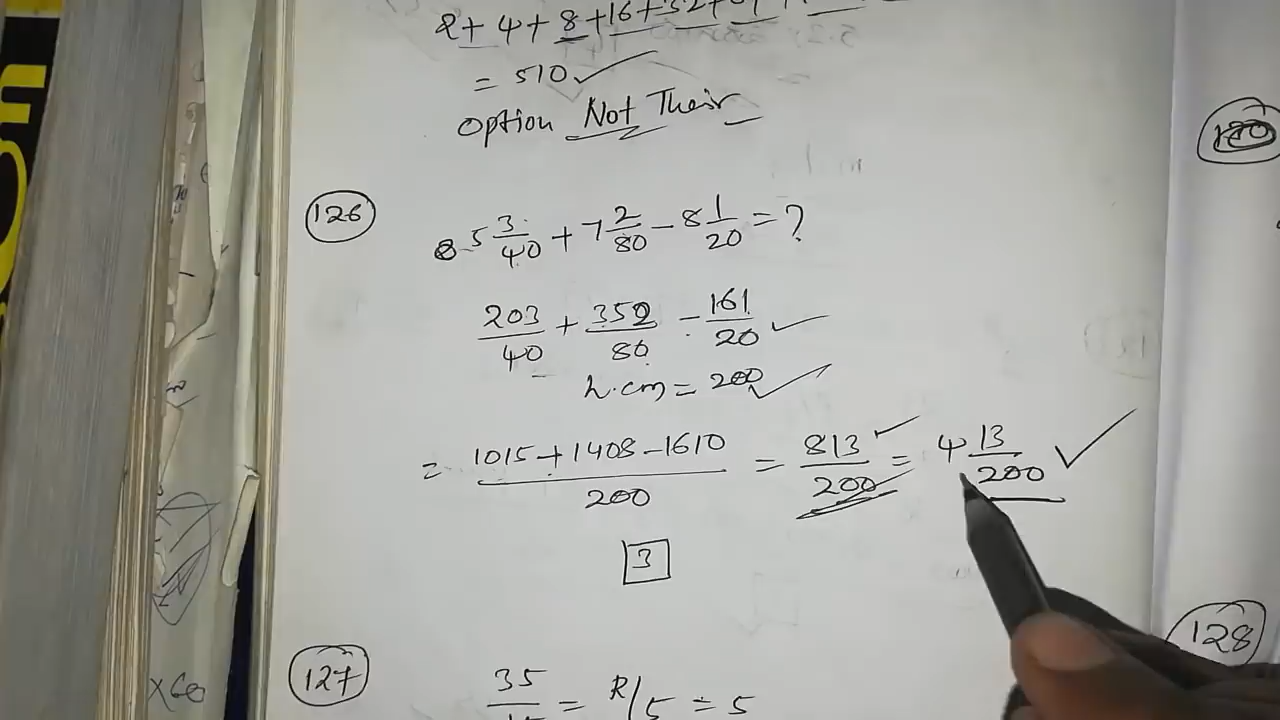 2 + 4 + 8 + 16 + 32 +
= 510 ✓
option Not Their
126
5 3/40 + 7 2/80 - 8 1/20 = ?
203/40 + 352/80 - 161/20 ✓
L.cm = 200 ✓
= 1015 + 1408 - 1610 / 200 = 813/200 ✓ = 4 13/200 ✓
3
127
35/ = R/5 = 5
128